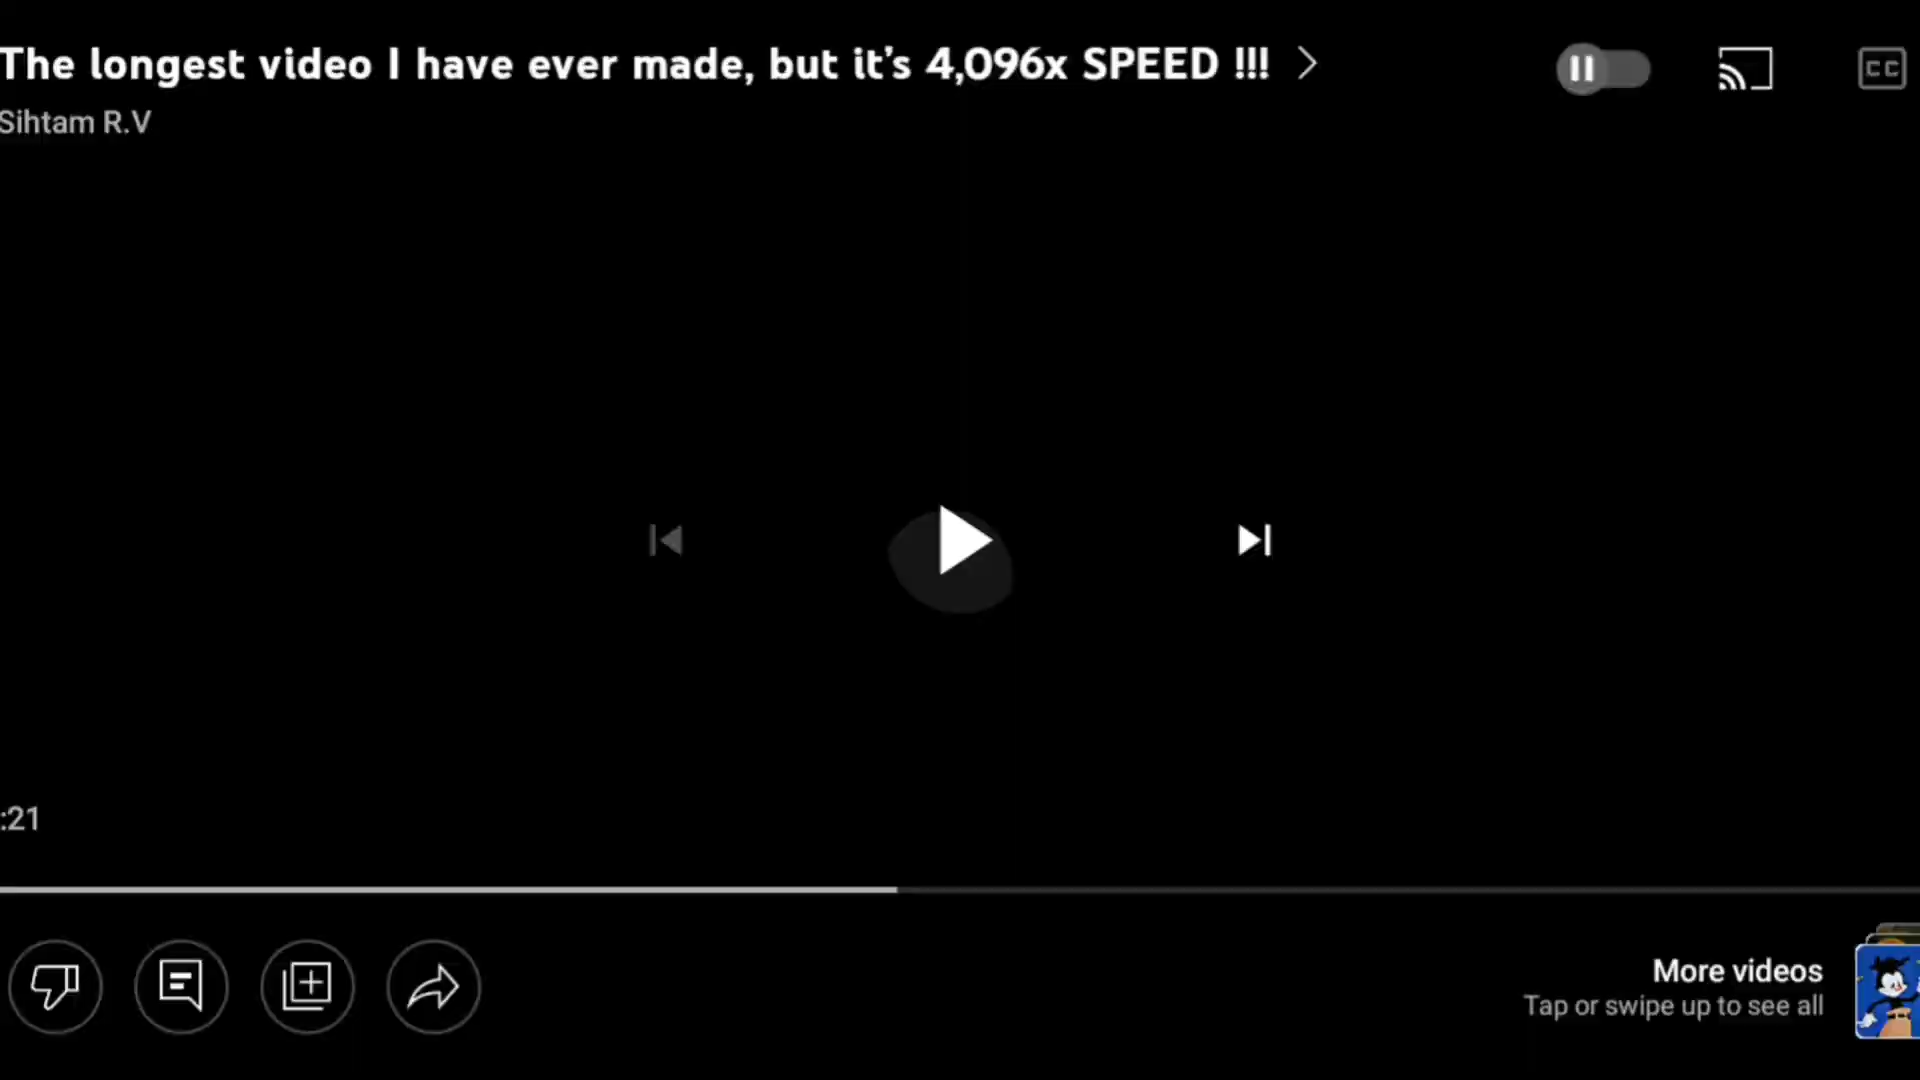 The longest video I have ever made, but it's 4,096x SPEED !!!
Sihtam R.V
CC
:21
More videos
Tap or swipe up to see all